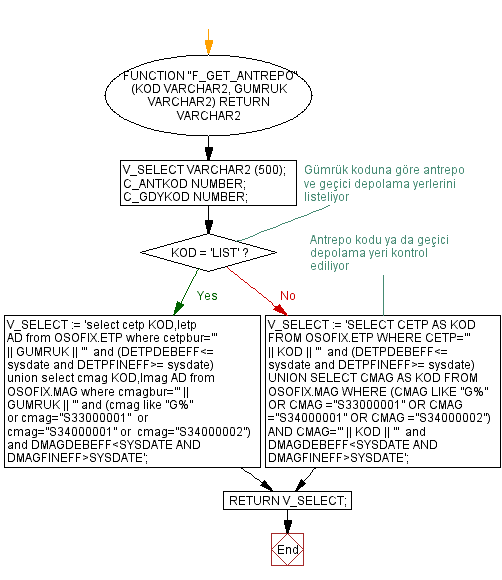 FUNCTION "F_GET_ANTREPO"
(KOD VARCHAR2, GUMRUK
VARCHAR2) RETURN
VARCHAR2
V_SELECT VARCHAR2 (500);
C_ANTKOD NUMBER;
C_GDYKOD NUMBER;
Gümrük koduna göre antrepo
ve geçici depolama yerlerini
listeliyor
KOD = 'LIST' ?
Antrepo kodu ya da geçici
depolama yeri kontrol
ediliyor
Yes
No
V_SELECT := 'select cetp KOD,letp
AD from OSOFIX.ETP where cetpbur='"
|| GUMRUK || '" and (DETPDEBEFF<=
sysdate and DETPFINEFF>= sysdate)
union select cmag KOD,lmag AD from
OSOFIX.MAG where cmagbur='" ||
GUMRUK || '" and (cmag like "G%"
or cmag="S33000001" or
cmag="S34000001" or cmag="S34000002")
and DMAGDEBEFF<SYSDATE AND
DMAGFINEFF>SYSDATE';
V_SELECT := 'SELECT CETP AS KOD
FROM OSOFIX.ETP WHERE CETP='"
|| KOD || '" and (DETPDEBEFF<=
sysdate and DETPFINEFF>= sysdate)
UNION SELECT CMAG AS KOD FROM
OSOFIX.MAG WHERE (CMAG LIKE "G%"
OR CMAG ="S33000001" OR CMAG
="S34000001" OR CMAG ="S34000002")
AND CMAG='" || KOD || '" and
DMAGDEBEFF<SYSDATE AND
DMAGFINEFF>SYSDATE';
RETURN V_SELECT;
End